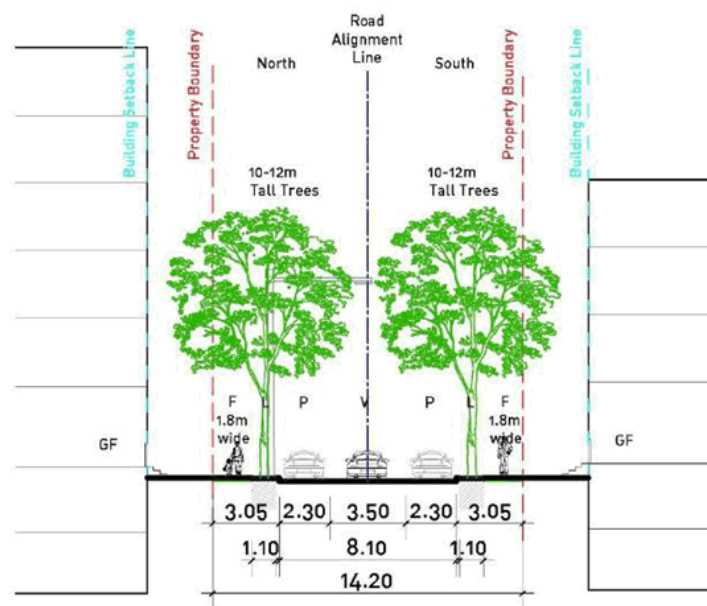 Building Setback Line
Property Boundary
North
Road
Alignment
Line
South
Property Boundary
Building Setback Line
10-12m
Tall Trees
10-12m
Tall Trees
F L P V P L F
1.8m
wide
1.8m
wide
GF
GF
3.05 2.30 3.50 2.30 3.05
1.10 8.10 1.10
14.20